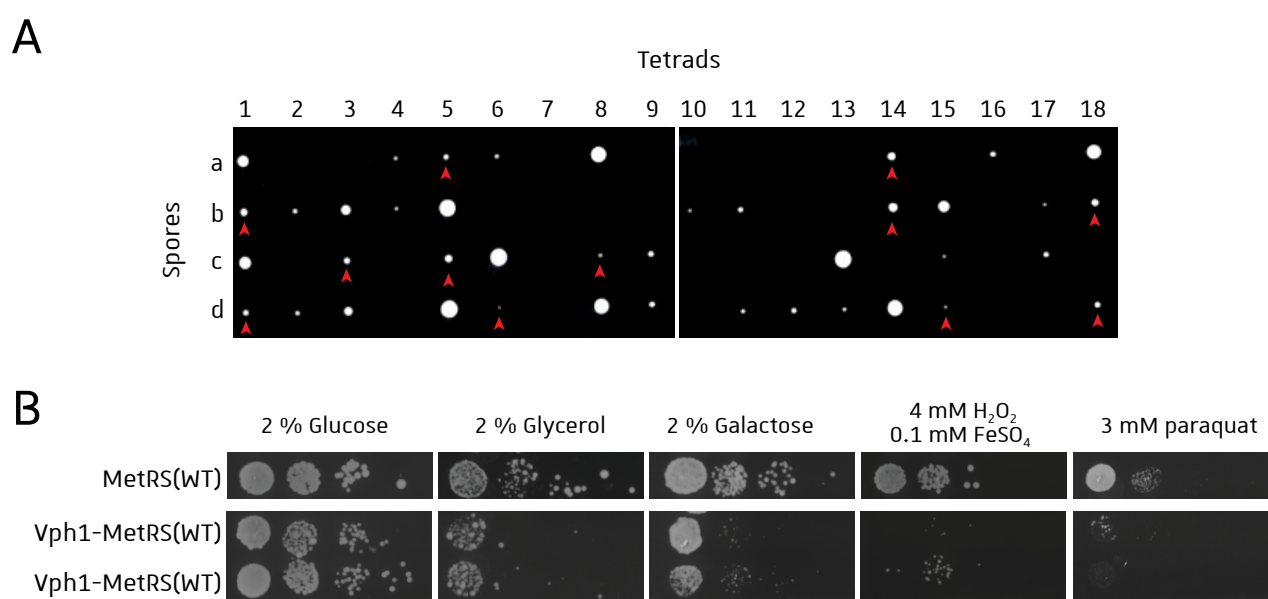 A
Tetrads
1 2 3 4 5 6 7 8 9 10 11 12 13 14 15 16 17 18
a
b
Spores
c
d
B
2 % Glucose 2 % Glycerol 2 % Galactose 4 mM H₂O₂ 3 mM paraquat
0.1 mM FeSO₄
MetRS(WT)
Vph1-MetRS(WT)
Vph1-MetRS(WT)